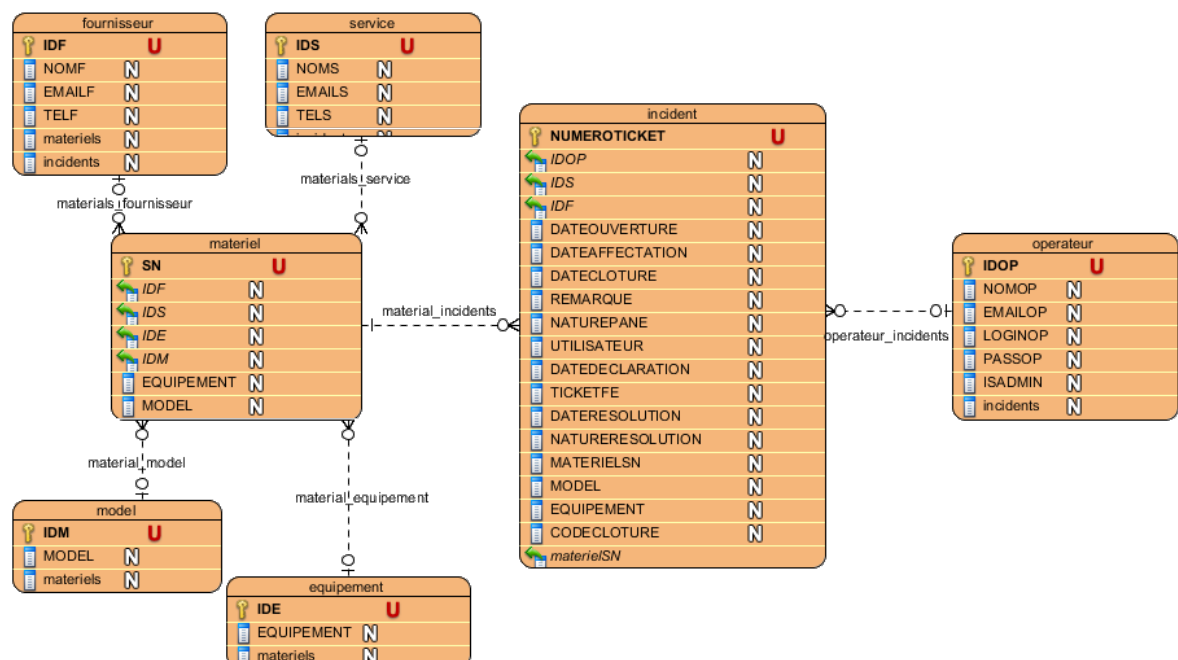 fournisseur
IDF U
NOMF N
EMAILF N
TELF N
materiels N
incidents N
service
IDS U
NOMS N
EMAILS N
TELS N
materials_fournisseur
materials_service
materiel
SN U
IDF N
IDS N
IDE N
IDM N
EQUIPEMENT N
MODEL N
material_incidents
incident
NUMEROTICKET U
IDOP N
IDS N
IDF N
DATEOUVERTURE N
DATEAFFECTATION N
DATECLOTURE N
REMARQUE N
NATUREPANE N
UTILISATEUR N
DATEDECLARATION N
TICKETFE N
DATERESOLUTION N
NATURERESOLUTION N
MATERIELSN N
MODEL N
EQUIPEMENT N
CODECLOTURE N
materielSN
operateur_incidents
operateur
IDOP U
NOMOP N
EMAILOP N
LOGINOP N
PASSOP N
ISADMIN N
incidents N
material_model
material_equipement
model
IDM U
MODEL N
materiels N
equipement
IDE U
EQUIPEMENT N
materiels N